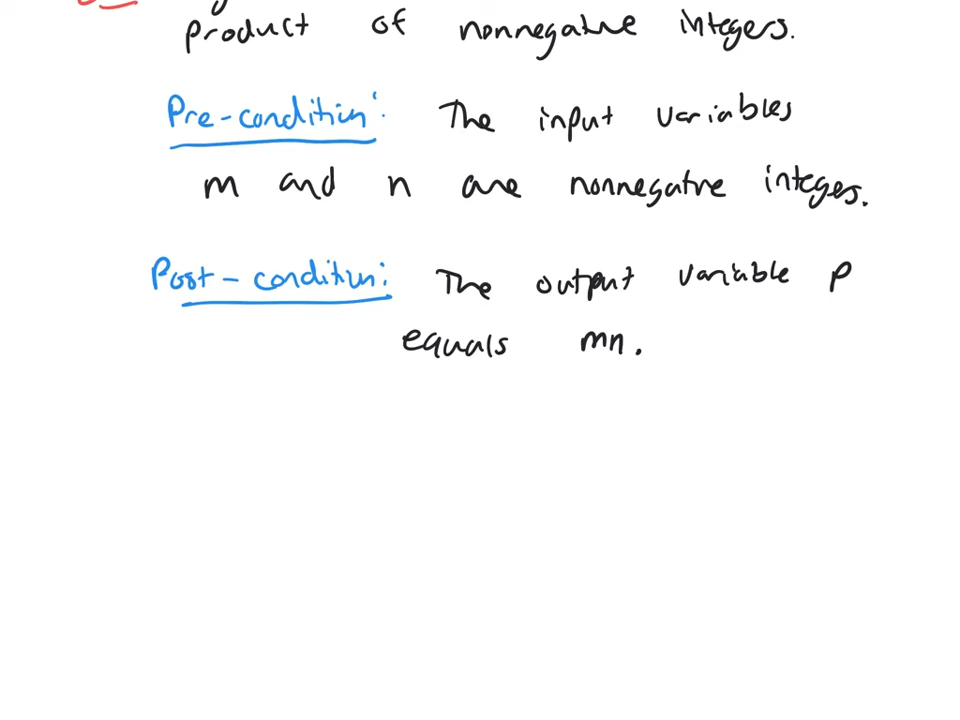 product of nonnegative integers.
Pre-condition: The input variables
m and n are nonnegative integers.
Post-condition: The output variable p
equals mn.